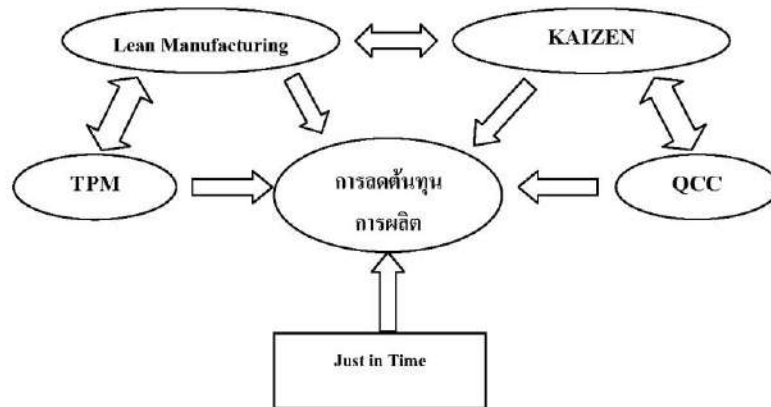 Lean Manufacturing
KAIZEN
TPM
การลดต้นทุน
การผลิต
QCC
Just in Time